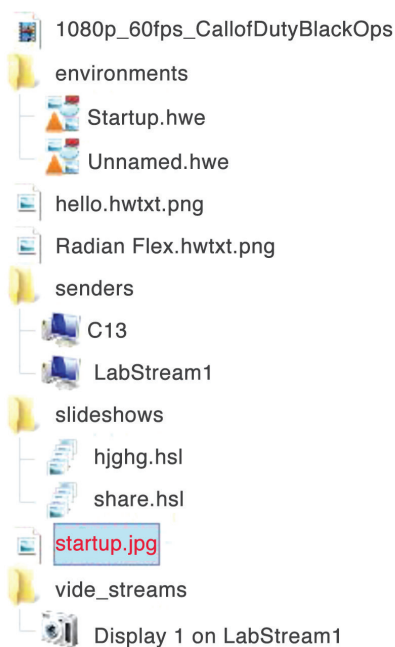 1080p_60fps_CallofDutyBlackOps
environments
Startup.hwe
Unnamed.hwe
hello.hwtxt.png
Radian Flex.hwtxt.png
senders
C13
LabStream1
slideshows
hjghg.hsl
share.hsl
startup.jpg
vide_streams
Display 1 on LabStream1